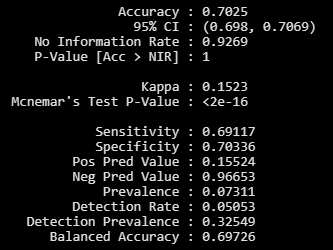 Accuracy : 0.7025
95% CI : (0.698, 0.7069)
No Information Rate : 0.9269
P-Value [Acc > NIR] : 1
Kappa : 0.1523
Mcnemar's Test P-Value : <2e-16
Sensitivity : 0.69117
Specificity : 0.70336
Pos Pred Value : 0.15524
Neg Pred Value : 0.96653
Prevalence : 0.07311
Detection Rate : 0.05053
Detection Prevalence : 0.32549
Balanced Accuracy : 0.69726